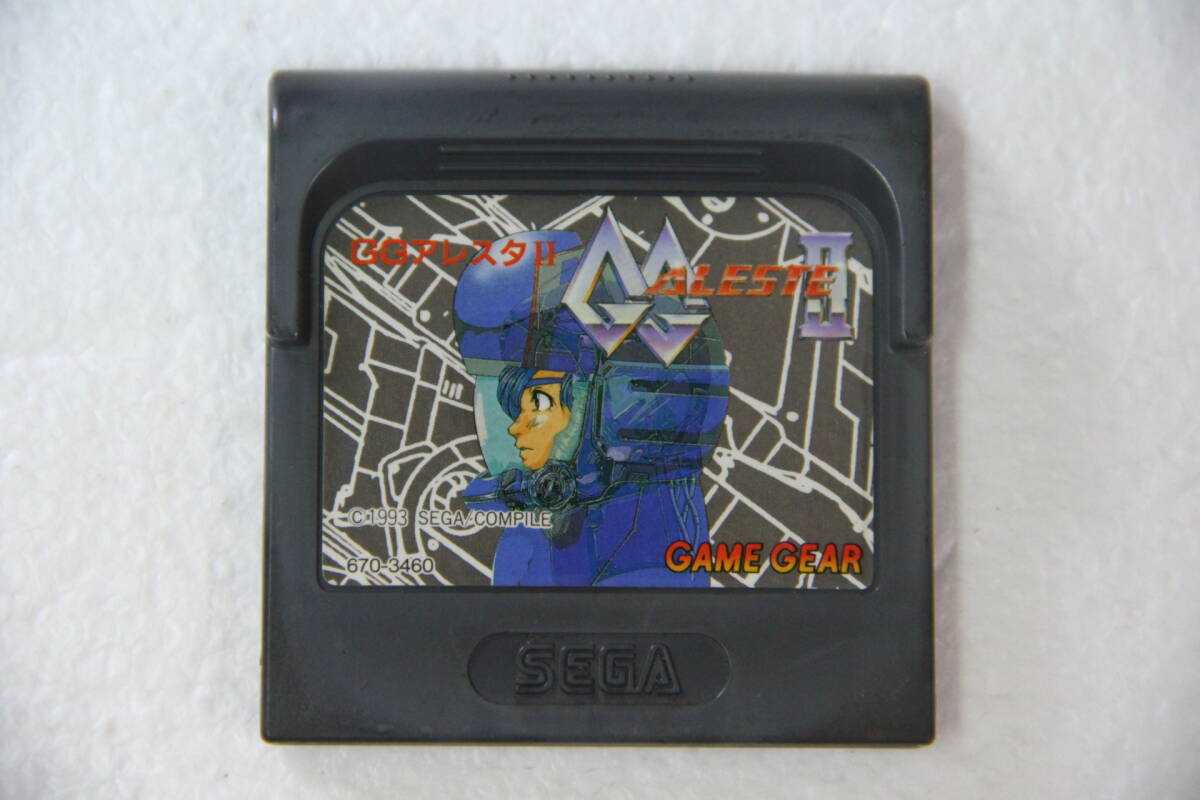 GGアレスタII
GG ALESTE II
© 1993 SEGA/COMPILE
670-3460
GAME GEAR
SEGA